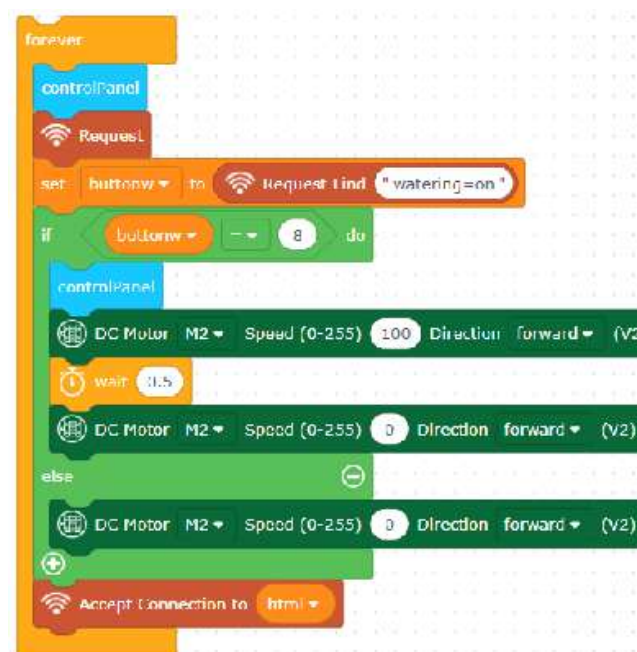 forever
controlPanel
Request
set buttonw to Request Find "watering=on"
if buttonw = 8 do
controlPanel
DC Motor M2 Speed (0-255) 100 Direction forward (V2
wait 0.5
DC Motor M2 Speed (0-255) 0 Direction forward (V2)
else
DC Motor M2 Speed (0-255) 0 Direction forward (V2)
Accept Connection to html